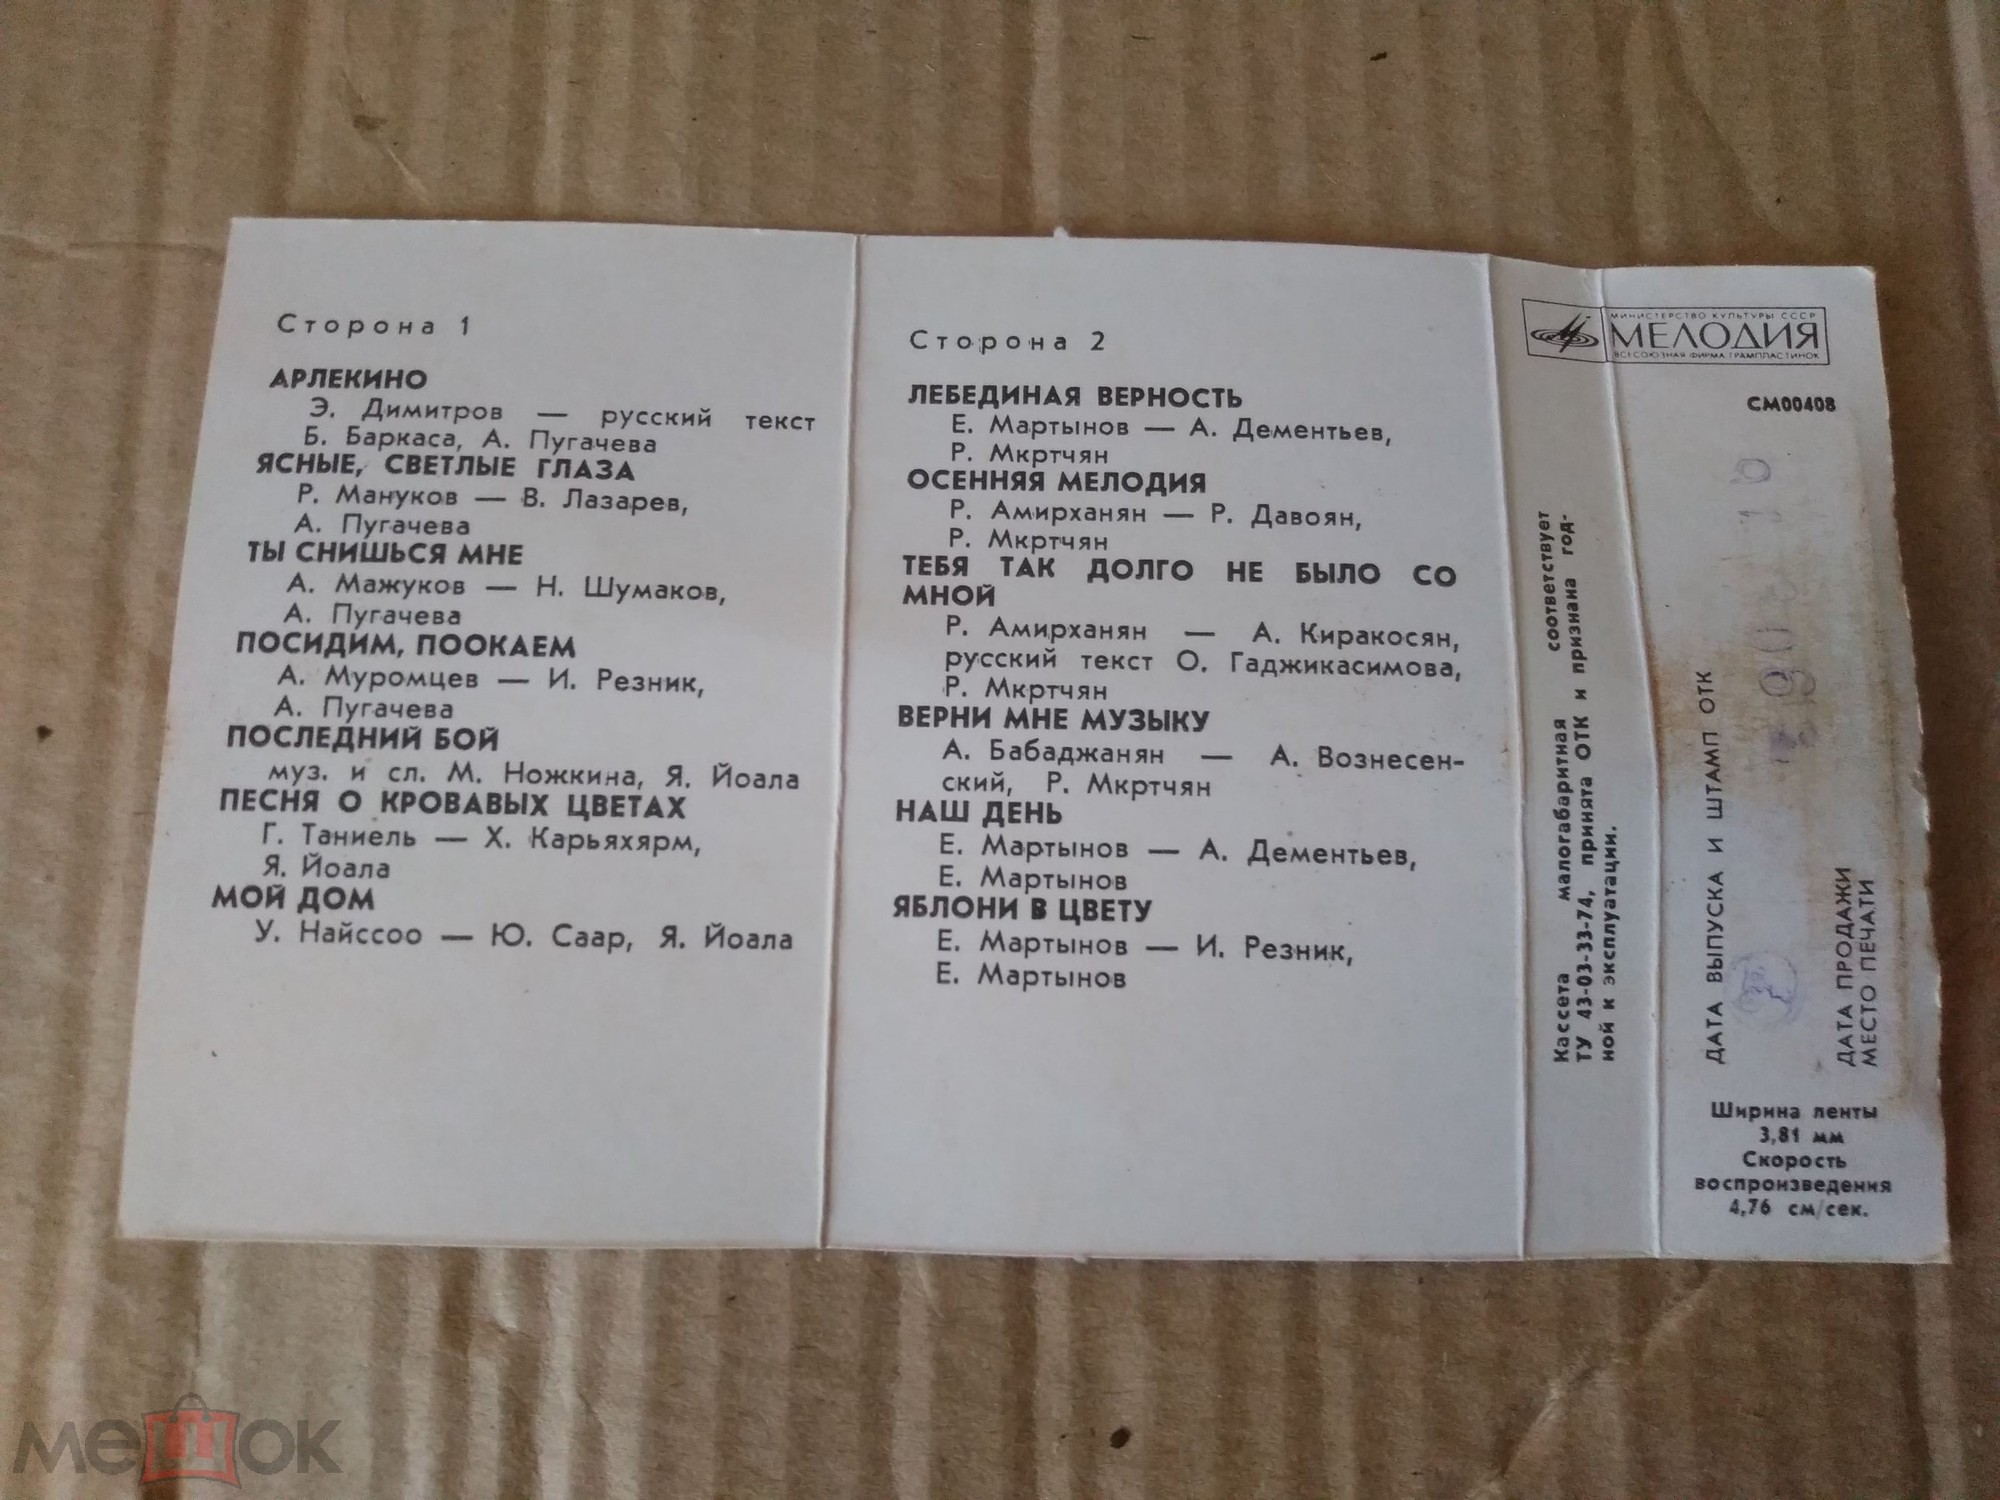 Сторона 1
АРЛЕКИНО
Э. Димитров — русский текст
Б. Баркаса, А. Пугачева
ЯСНЫЕ, СВЕТЛЫЕ ГЛАЗА
Р. Мануков — В. Лазарев,
А. Пугачева
ТЫ СНИШЬСЯ МНЕ
А. Мажуков — Н. Шумаков,
А. Пугачева
ПОСИДИМ, ПООКАЕМ
А. Муромцев — И. Резник,
А. Пугачева
ПОСЛЕДНИЙ БОЙ
муз. и сл. М. Ножкина, Я. Йоала
ПЕСНЯ О КРОВАВЫХ ЦВЕТАХ
Г. Таниель — Х. Карьяхярм,
Я. Йоала
МОЙ ДОМ
У. Найссоо — Ю. Саар, Я. Йоала
Сторона 2
ЛЕБЕДИНАЯ ВЕРНОСТЬ
Е. Мартынов — А. Дементьев,
Р. Мкртчян
ОСЕННЯЯ МЕЛОДИЯ
Р. Амирханян — Р. Давоян,
Р. Мкртчян
ТЕБЯ ТАК ДОЛГО НЕ БЫЛО СО
МНОЙ
Р. Амирханян — А. Киракосян,
русский текст О. Гаджикасимова,
Р. Мкртчян
ВЕРНИ МНЕ МУЗЫКУ
А. Бабаджанян — А. Вознесен-
ский, Р. Мкртчян
НАШ ДЕНЬ
Е. Мартынов — А. Дементьев,
Е. Мартынов
ЯБЛОНИ В ЦВЕТУ
Е. Мартынов — И. Резник,
Е. Мартынов
Кассета малогабаритная соответствует
ТУ 43-03-33-74, принята ОТК и признана год-
ной к эксплуатации.
МИНИСТЕРСТВО КУЛЬТУРЫ СССР
МЕЛОДИЯ
ВСЕСОЮЗНАЯ ФИРМА ГРАМПЛАСТИНОК
СМ00408
ДАТА ВЫПУСКА И ШТАМП ОТК
ДАТА ПРОДАЖИ
МЕСТО ПЕЧАТИ
Ширина ленты
3,81 мм
Скорость
воспроизведения
4,76 см/сек.
мешок